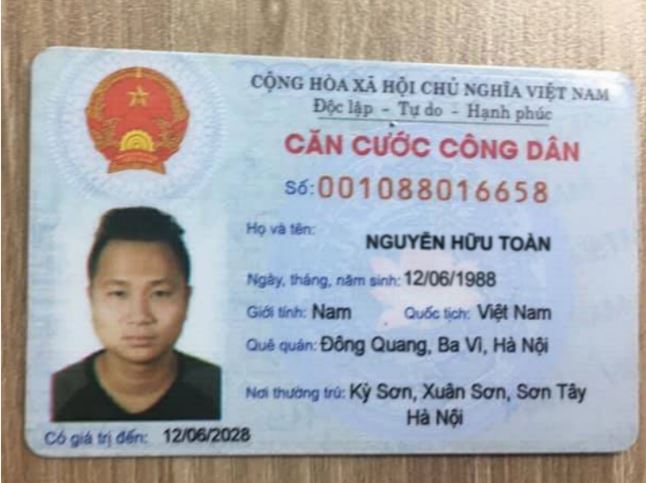 CỘNG HÒA XÃ HỘI CHỦ NGHĨA VIỆT NAM
Độc lập - Tự do - Hạnh phúc
CĂN CƯỚC CÔNG DÂN
Số: 001088016658
Họ và tên:
NGUYỄN HỮU TOÀN
Ngày, tháng, năm sinh: 12/06/1988
Giới tính: Nam Quốc tịch: Việt Nam
Quê quán: Đông Quang, Ba Vì, Hà Nội
Nơi thường trú: Kỳ Sơn, Xuân Sơn, Sơn Tây
Hà Nội
Có giá trị đến: 12/06/2028